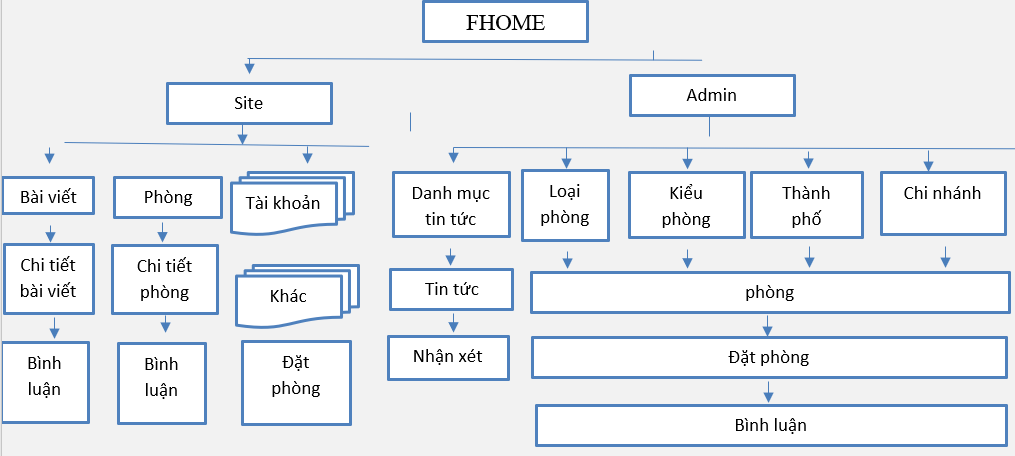 FHOME
Site
Admin
Bài viết
Phòng
Tài khoản
Danh mục
tin tức
Loại
phòng
Kiểu
phòng
Thành
phố
Chi nhánh
Chi tiết
bài viết
Chi tiết
phòng
Khác
Tin tức
phòng
Bình
luận
Bình
luận
Đặt
phòng
Nhận xét
Đặt phòng
Bình luận